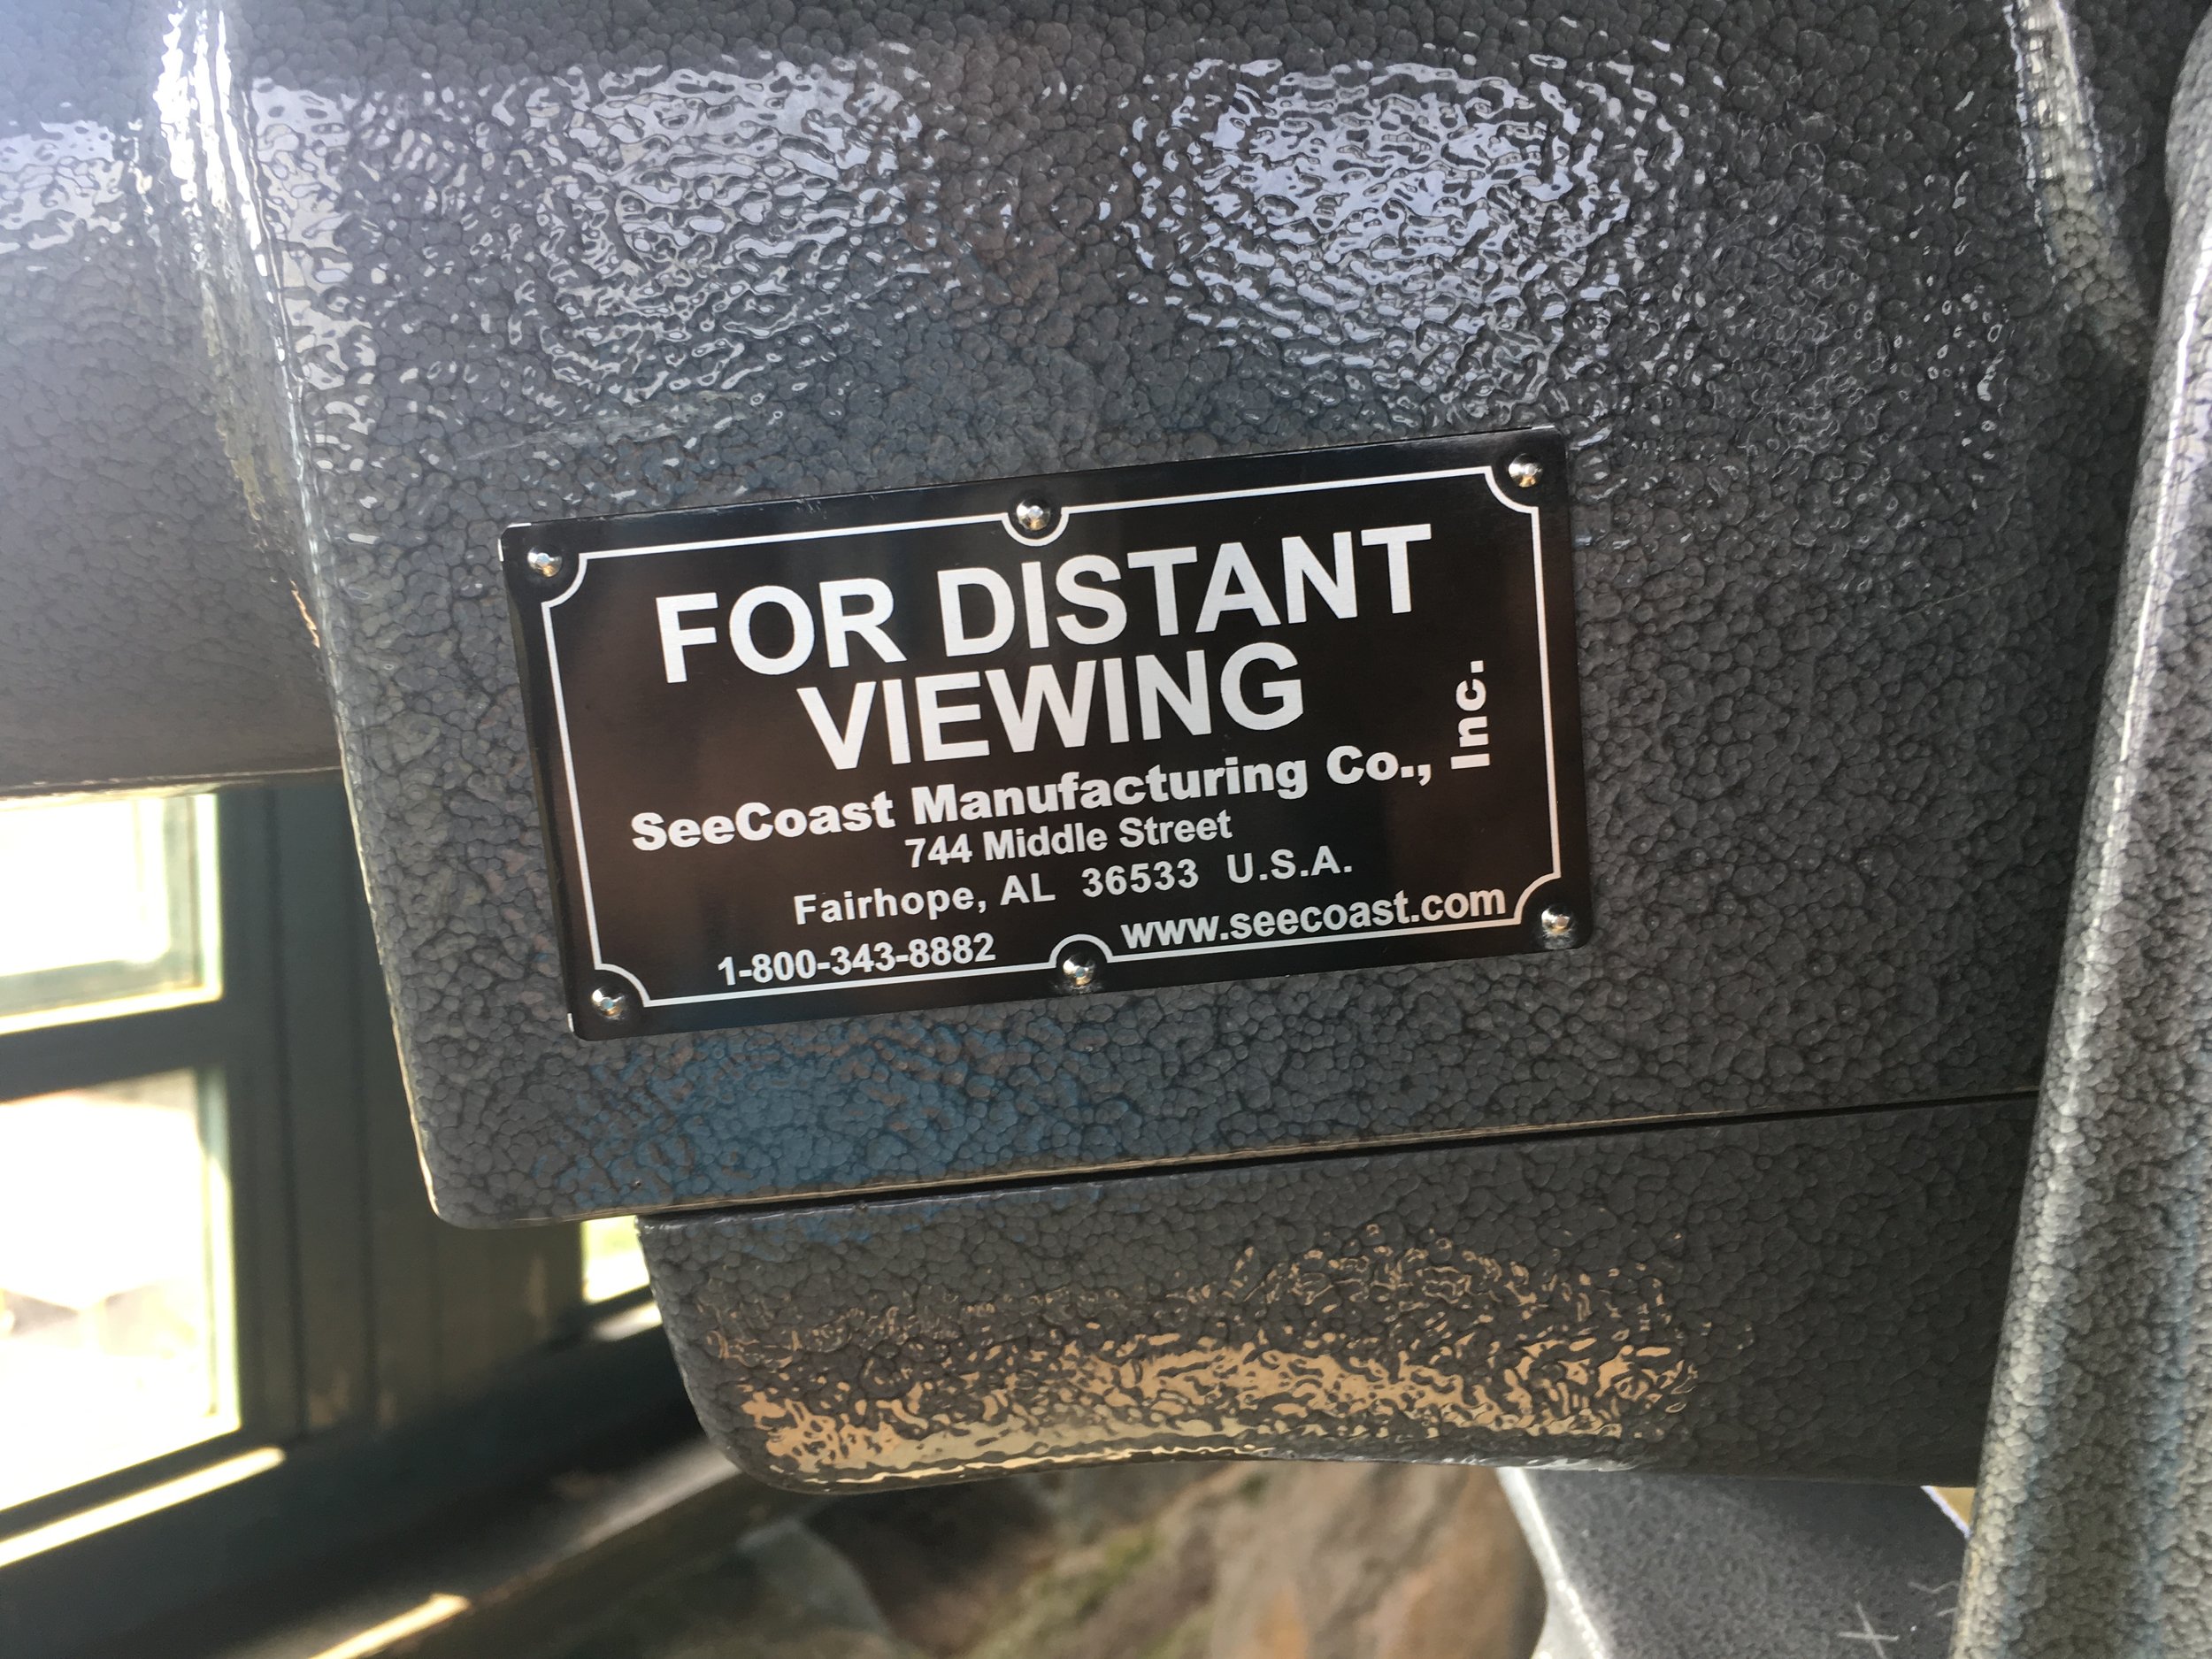 FOR DISTANT
VIEWING
SeeCoast Manufacturing Co., Inc.
744 Middle Street
Fairhope, AL 36533 U.S.A.
1-800-343-8882 www.seecoast.com